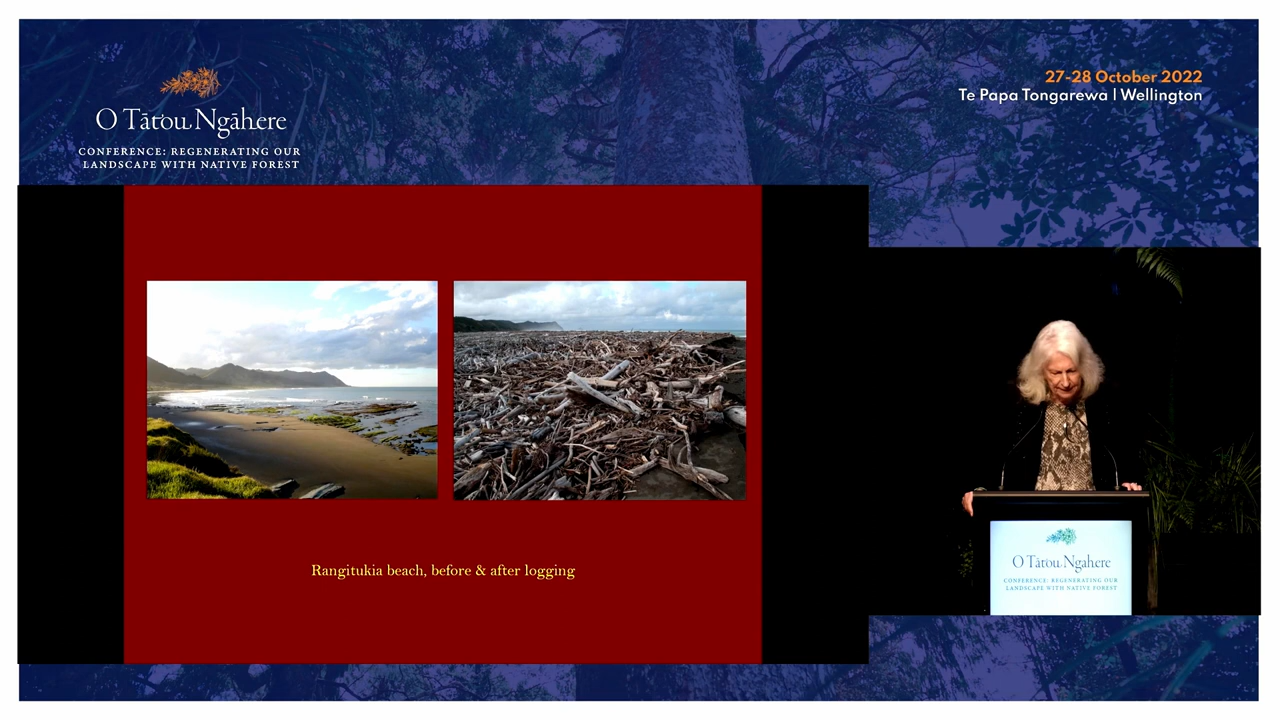 27-28 October 2022
Te Papa Tongarewa | Wellington
O Tātou Ngāhere
CONFERENCE: REGENERATING OUR
LANDSCAPE WITH NATIVE FOREST
Rangitukia beach, before & after logging
O Tātou Ngāhere
CONFERENCE: REGENERATING OUR
LANDSCAPE WITH NATIVE FOREST